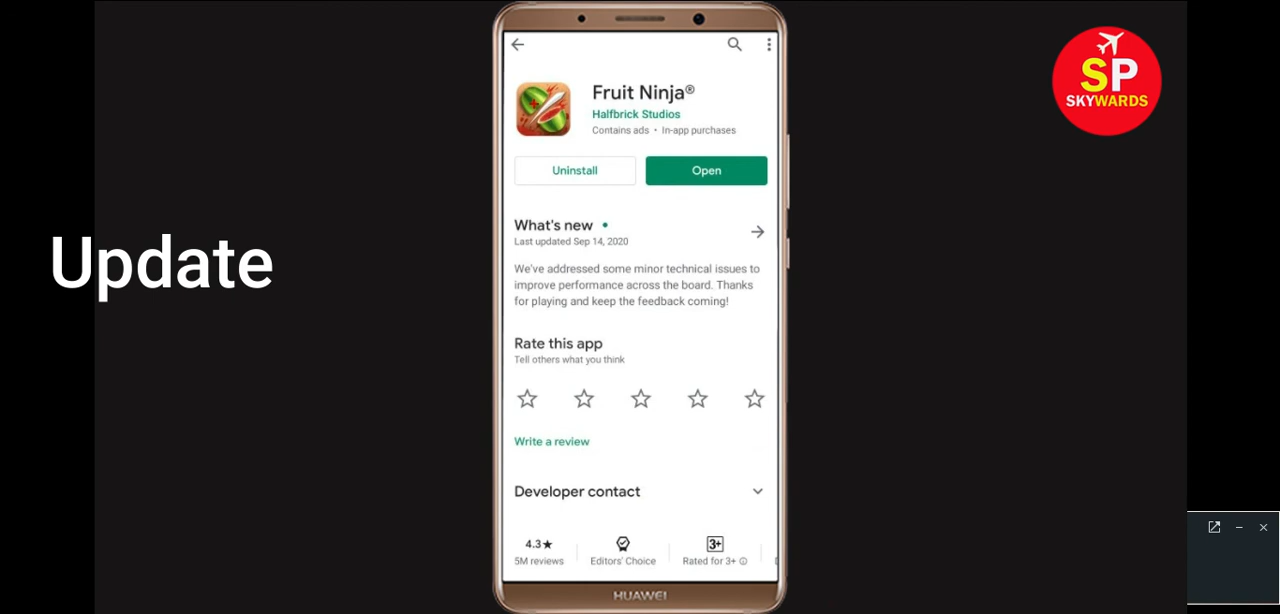 Fruit Ninja®
Halfbrick Studios
Contains ads • In-app purchases
Uninstall
Open
What's new •
Last updated Sep 14, 2020
We've addressed some minor technical issues to
improve performance across the board. Thanks
for playing and keep the feedback coming!
Rate this app
Tell others what you think
Write a review
Developer contact
4.3★
5M reviews
Editors' Choice
3+
Rated for 3+
HUAWEI
Update
SP
SKYWARDS